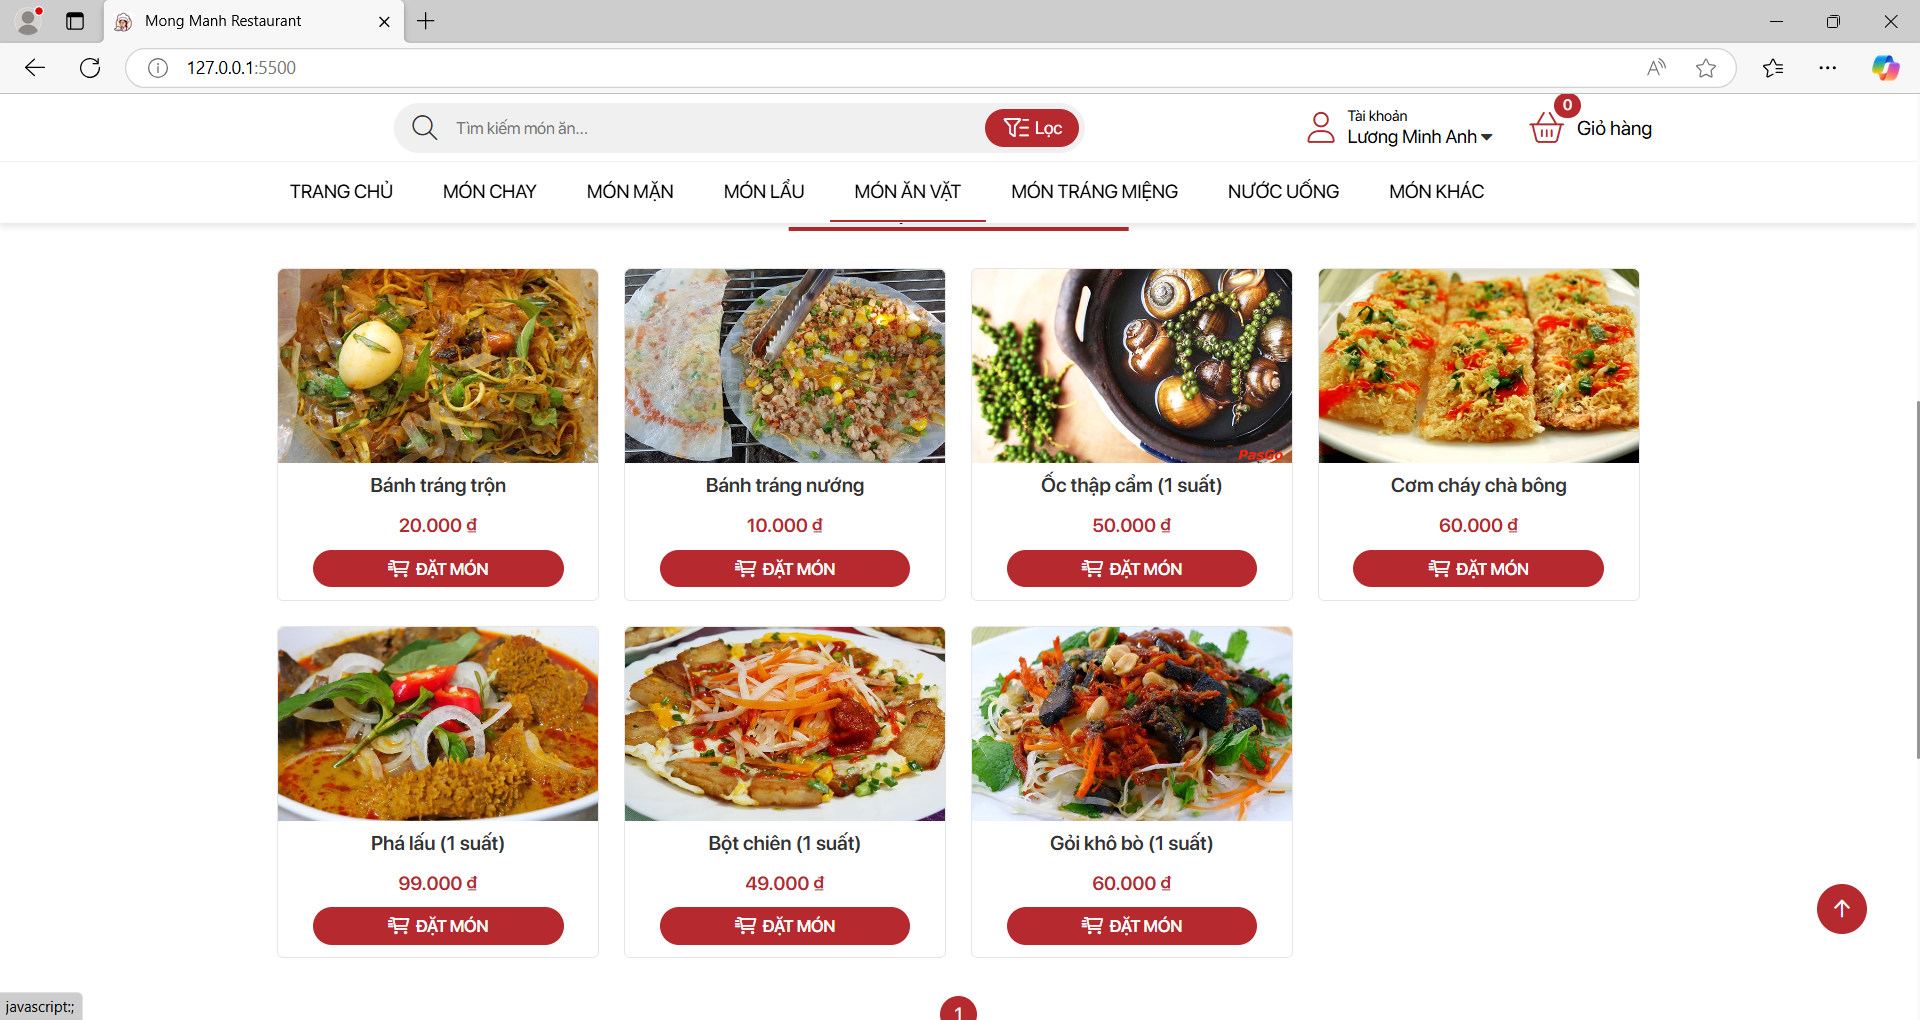 Mong Manh Restaurant
127.0.0.1:5500
Tìm kiếm món ăn...
Lọc
Tài khoản
Lương Minh Anh
0
Giỏ hàng
TRANG CHỦ MÓN CHAY MÓN MẶN MÓN LẨU MÓN ĂN VẶT MÓN TRÁNG MIỆNG NƯỚC UỐNG MÓN KHÁC
PasGo
Bánh tráng trộn Bánh tráng nướng Ốc thập cẩm (1 suất) Cơm cháy chà bông
20.000 ₫ 10.000 ₫ 50.000 ₫ 60.000 ₫
ĐẶT MÓN ĐẶT MÓN ĐẶT MÓN ĐẶT MÓN
Phá lấu (1 suất) Bột chiên (1 suất) Gỏi khô bò (1 suất)
99.000 ₫ 49.000 ₫ 60.000 ₫
ĐẶT MÓN ĐẶT MÓN ĐẶT MÓN
1
javascript:;